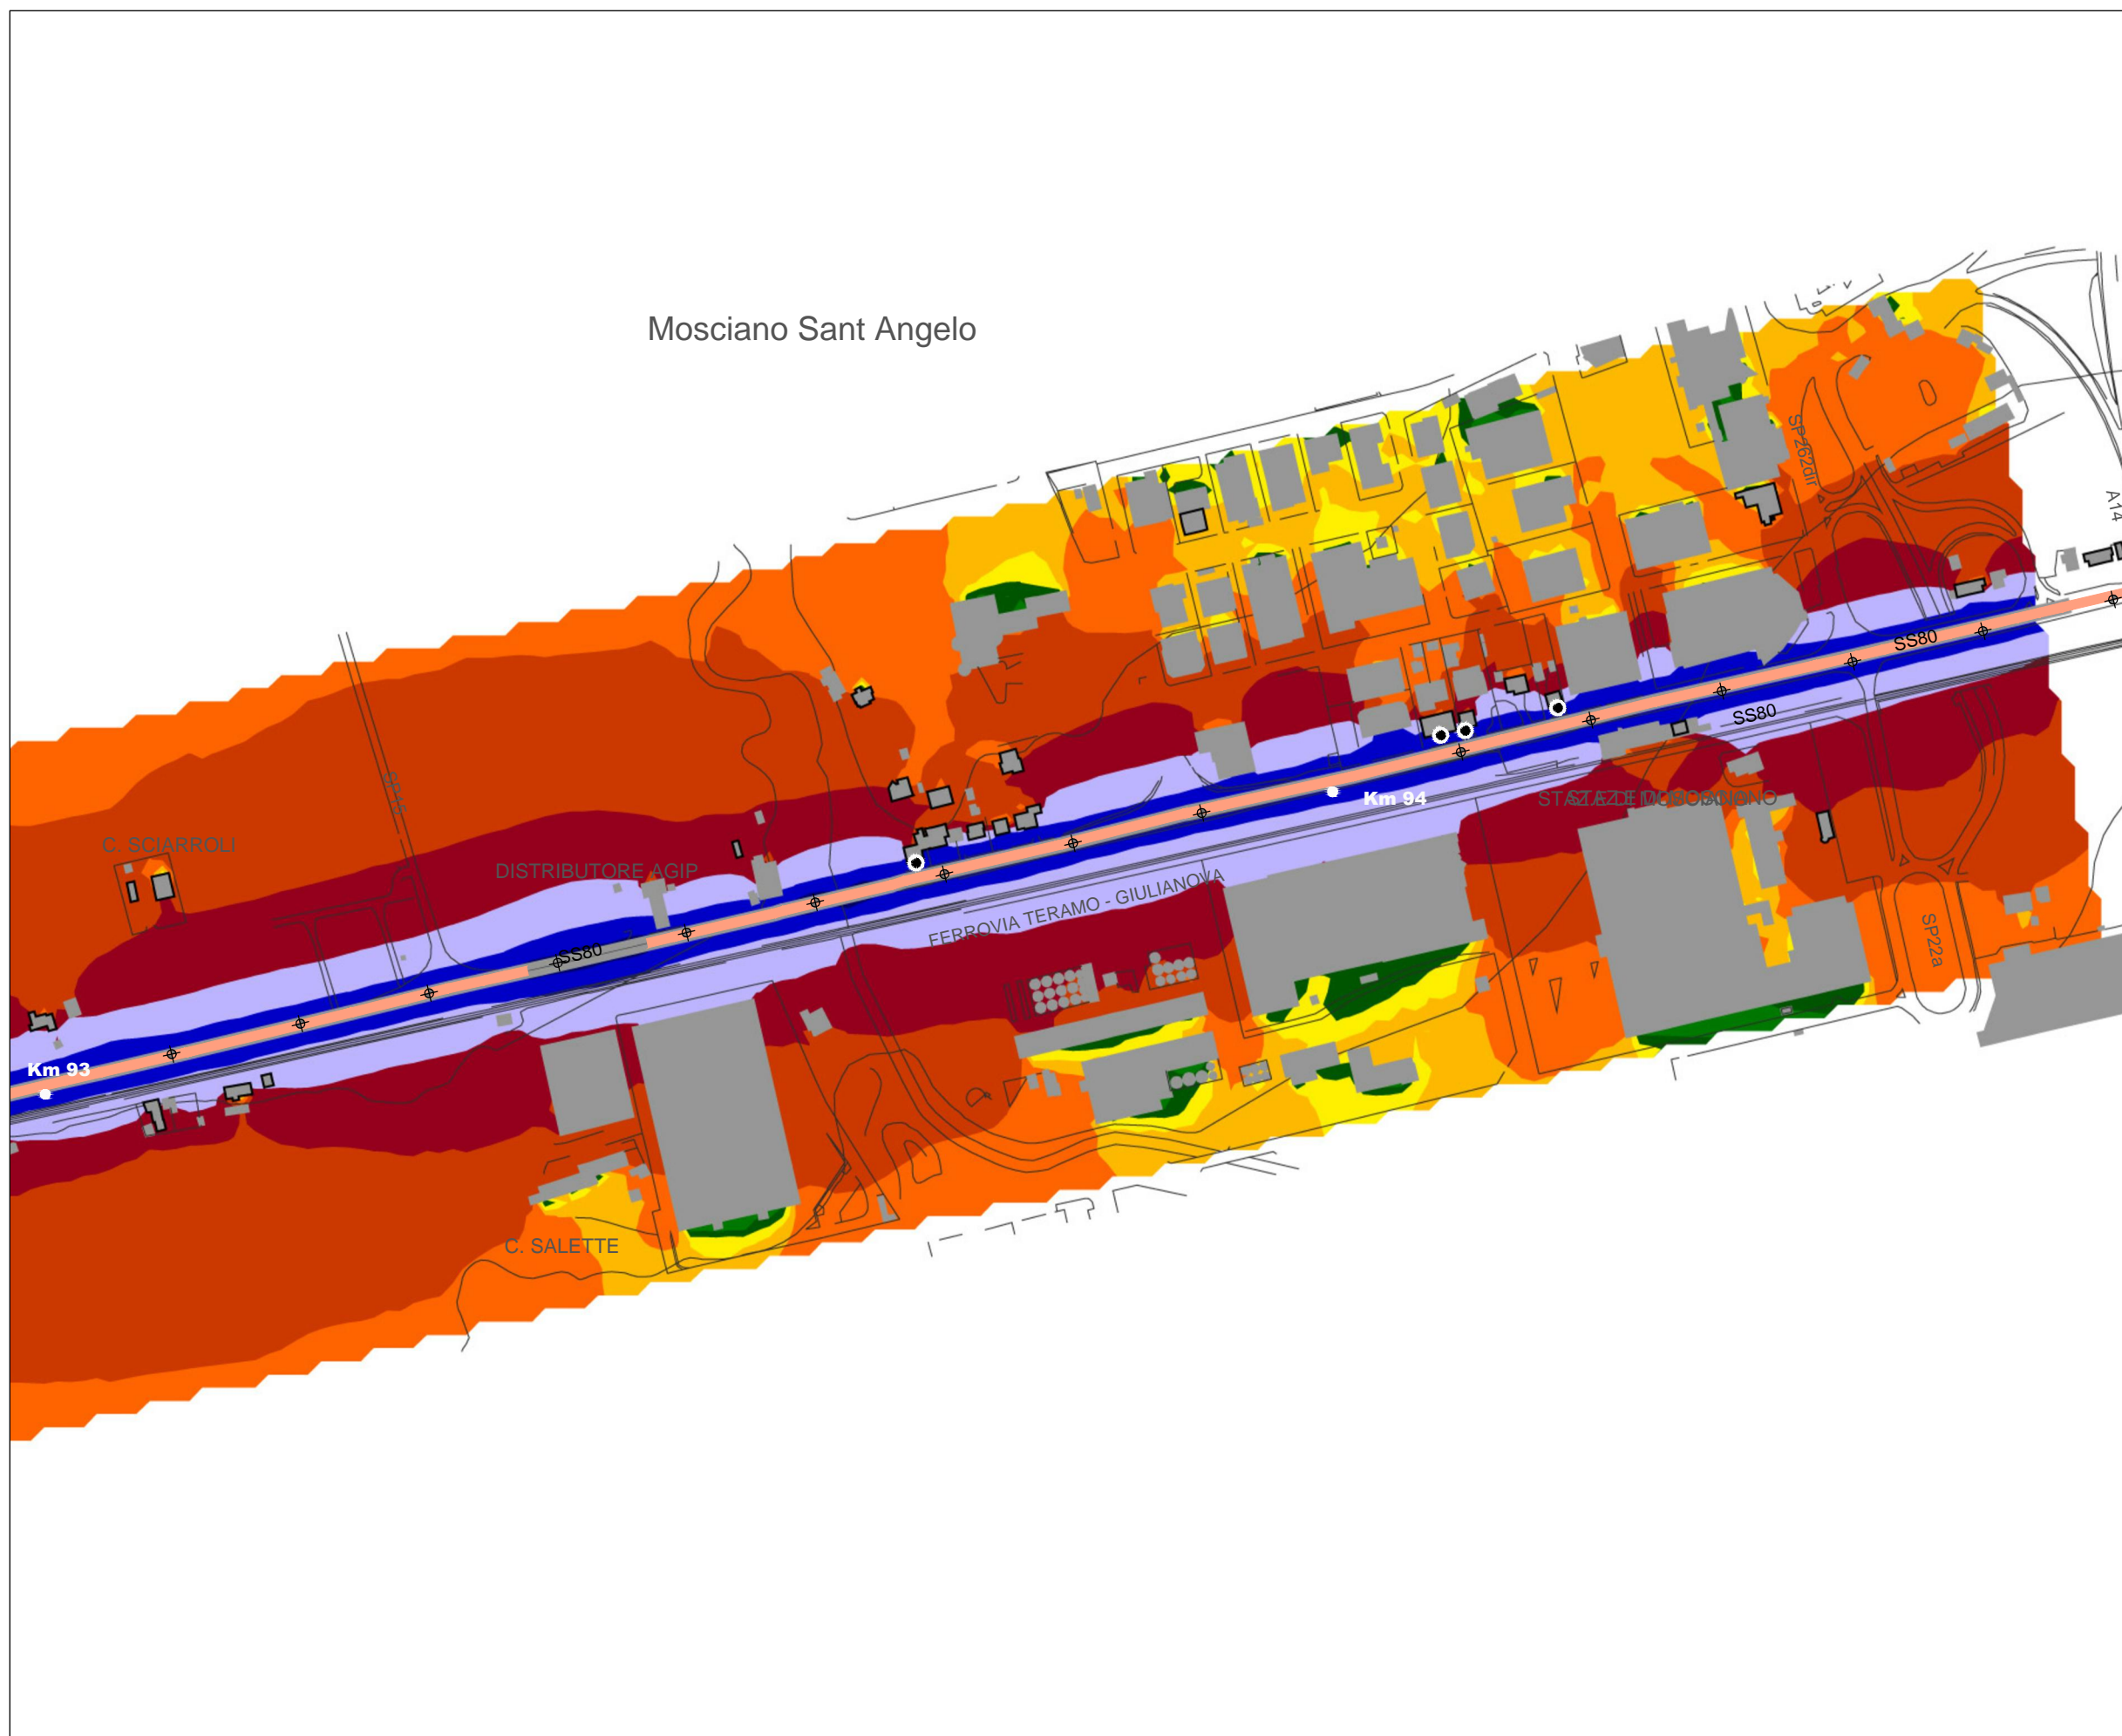 Mosciano Sant Angelo
SP262dir
A14
SS80
SS80
Km 94
C. SCIARROLI
DISTRIBUTORE AGIP
FERROVIA TERAMO - GIULIANOVA
SP22a
SS80
Km 93
C. SALETTE